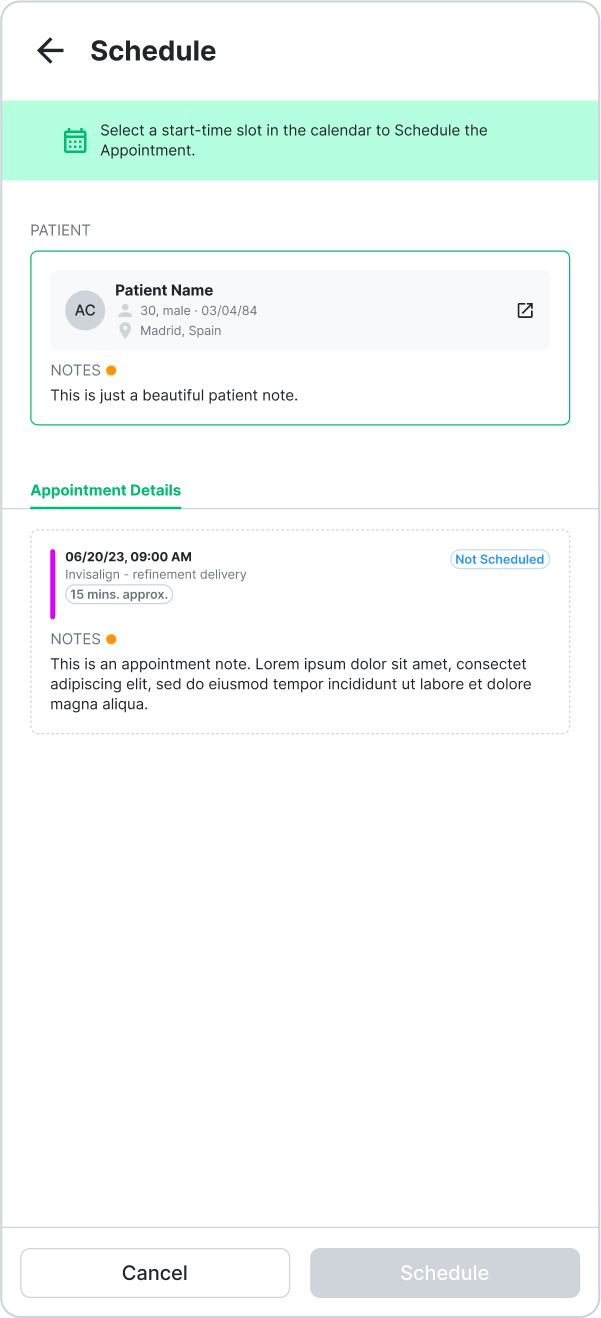 Schedule
Select a start-time slot in the calendar to Schedule the
Appointment.
PATIENT
AC
Patient Name
30, male · 03/04/84
Madrid, Spain
NOTES
This is just a beautiful patient note.
Appointment Details
06/20/23, 09:00 AM
Not Scheduled
Invisalign - refinement delivery
15 mins. approx.
NOTES
This is an appointment note. Lorem ipsum dolor sit amet, consectet
adipiscing elit, sed do eiusmod tempor incididunt ut labore et dolore
magna aliqua.
Cancel
Schedule